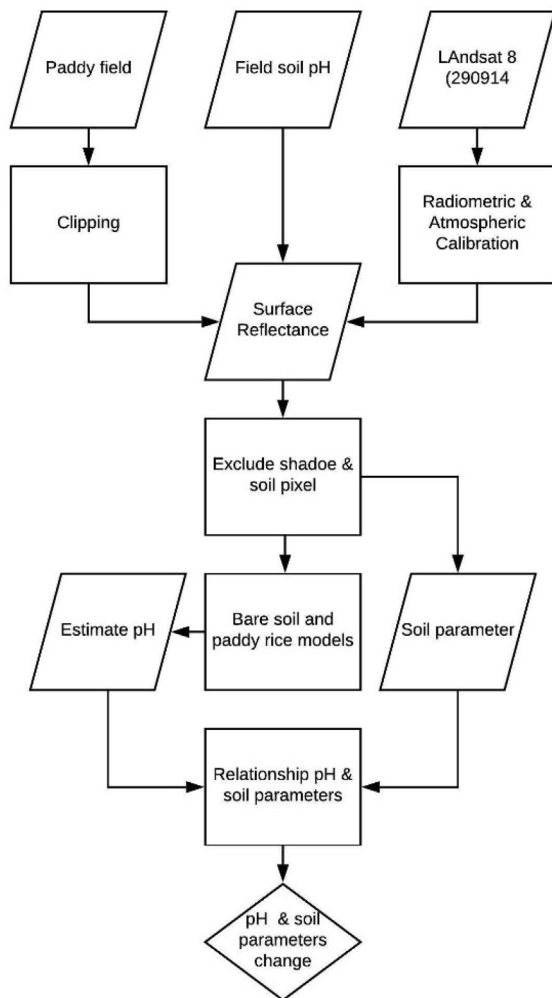 Paddy field
Field soil pH
LAndsat 8
(290914
Clipping
Radiometric &
Atmospheric
Calibration
Surface
Reflectance
Exclude shadoe &
soil pixel
Estimate pH
Bare soil and
paddy rice models
Soil parameter
Relationship pH &
soil parameters
pH & soil
parameters
change